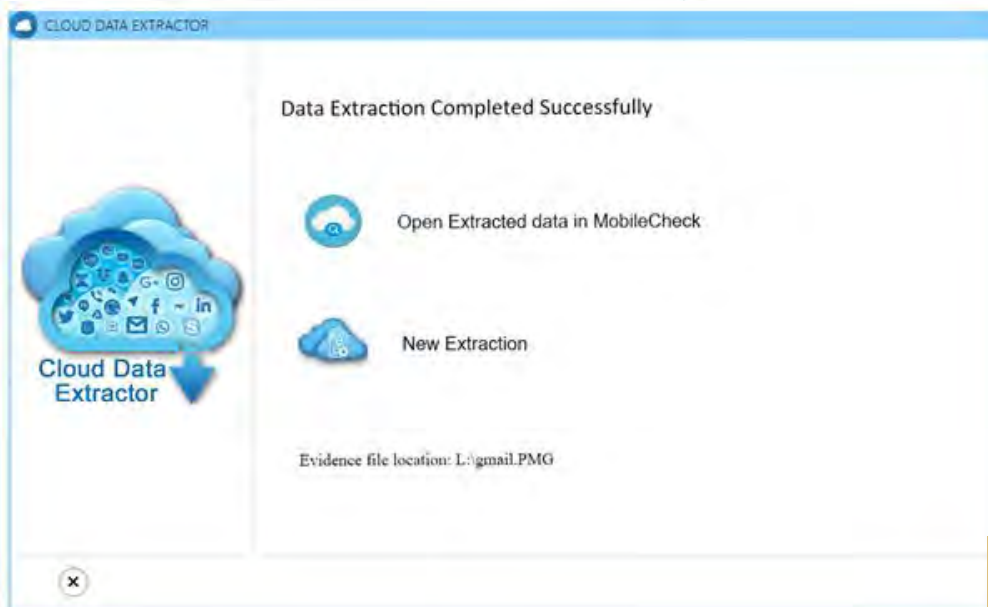 CLOUD DATA EXTRACTOR
Data Extraction Completed Successfully
Open Extracted data in MobileCheck
G+
f
in
Cloud Data
Extractor
New Extraction
Evidence file location: L:\gmail.PMG